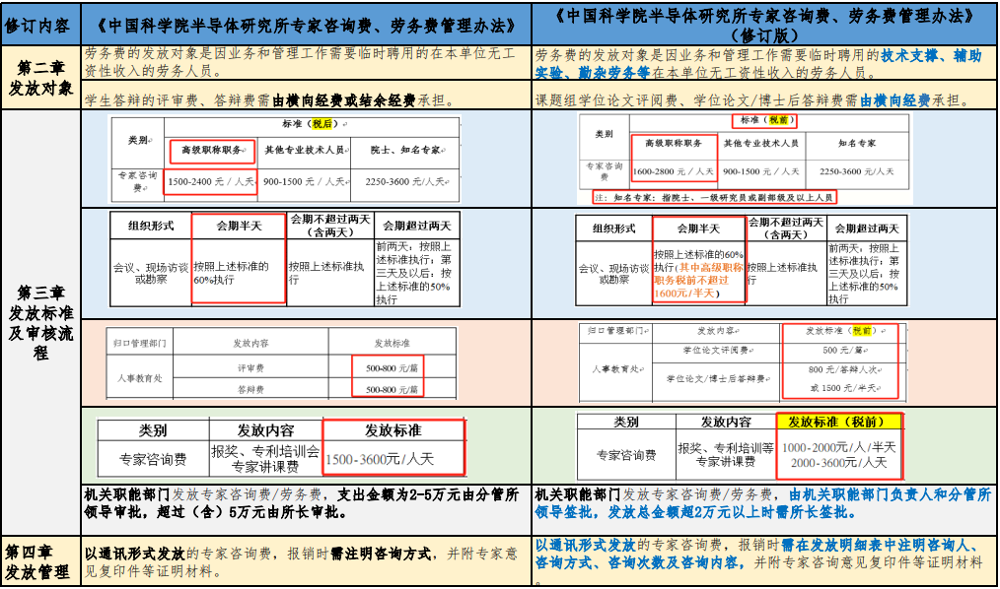 修订内容
《中国科学院半导体研究所专家咨询费、劳务费管理办法》
《中国科学院半导体研究所专家咨询费、劳务费管理办法》
（修订版）
第二章
发放对象
劳务费的发放对象是因业务和管理工作需要临时聘用的在本单位无工
资性收入的劳务人员。
劳务费的发放对象是因业务和管理工作需要临时聘用的技术支撑、辅助
实验、勤杂劳务等在本单位无工资性收入的劳务人员。
学生答辩的评审费、答辩费需由横向经费或结余经费承担。
课题组学位论文评阅费、学位论文/博士后答辩费需由横向经费承担。
第三章
发放标准
及审核流
程
类别
标准（税后）
高级职称职务
其他专业技术人员
院士、知名专家
专家咨询
费
1500-2400 元 / 人天
900-1500 元 / 人天
2250-3600 元/人天
类别
标准（税前）
高级职称职务
其他专业技术人员
知名专家
专家咨询
费
1600-2800 元 / 人天
900-1500 元 / 人天
2250-3600 元/人天
注：知名专家：指院士、一级研究员或副部级及以上人员
组织形式
会期半天
会期不超过两天
（含两天）
会期超过两天
会议、现场访谈
或勘察
按照上述标准的
60%执行
按照上述标准执
行
前两天：按照上
述标准执行；第
三天及以后：按
上述标准的50%
执行
组织形式
会期半天
会期不超过两天
（含两天）
会期超过两天
会议、现场访谈
或勘察
按照上述标准的60%
执行(其中高级职称
职务税前不超过
1600元/半天)
按照上述标准执
行
前两天：按照上
述标准执行；第
三天及以后：按
上述标准的50%
执行
归口管理部门
发放内容
发放标准
人事教育处
评审费
500-800 元/篇
答辩费
500-800 元/篇
归口管理部门
发放内容
发放标准（税前）
人事教育处
学位论文评阅费
500 元/篇
学位论文/博士后答辩费
800 元/答辩人次
或 1500 元/半天
类别
发放内容
发放标准
专家咨询费
报奖、专利培训会
专家讲课费
1500-3600元/人天
类别
发放内容
发放标准（税前）
专家咨询费
报奖、专利培训等
专家讲课费
1000-2000元/人/半天
2000-3600元/人天
机关职能部门发放专家咨询费/劳务费，支出金额为2-5万元由分管所
领导审批，超过（含）5万元由所长审批。
机关职能部门发放专家咨询费/劳务费，由机关职能部门负责人和分管所
领导签批，发放总金额超2万元以上时需所长签批。
第四章
发放管理
以通讯形式发放的专家咨询费，报销时需注明咨询方式，并附专家意
见复印件等证明材料。
以通讯形式发放的专家咨询费，报销时需在发放明细表中注明咨询人、
咨询方式、咨询次数及咨询内容，并附专家咨询意见复印件等证明材料
。